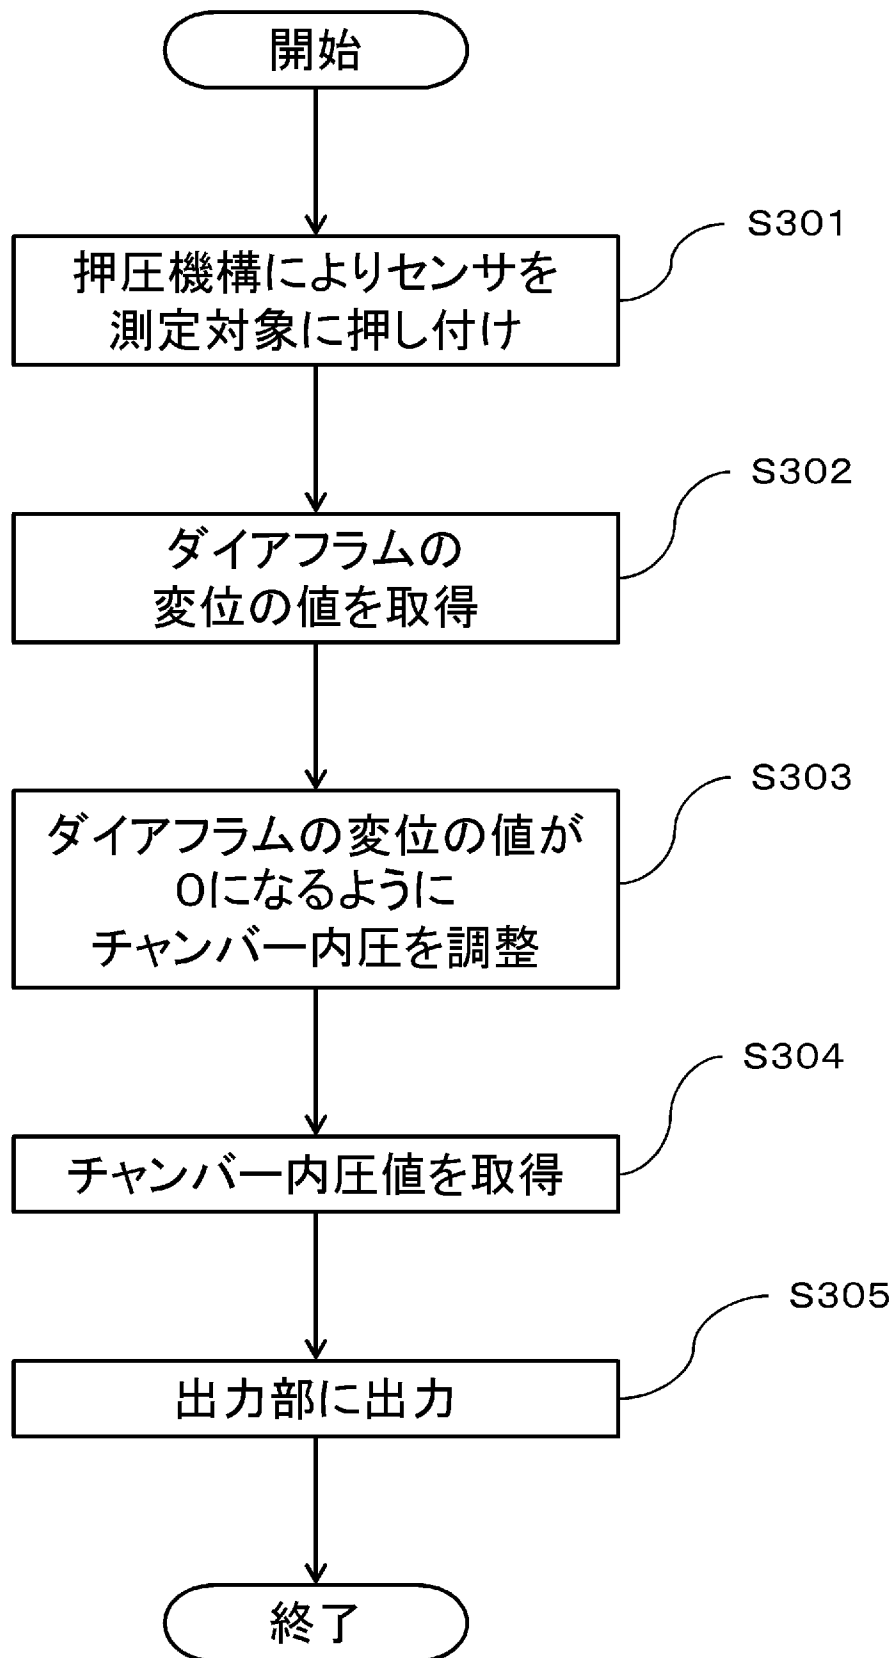 開始
S301
押圧機構によりセンサを
測定対象に押し付け
S302
ダイアフラムの
変位の値を取得
S303
ダイアフラムの変位の値が
0になるように
チャンバー内圧を調整
S304
チャンバー内圧値を取得
S305
出力部に出力
終了